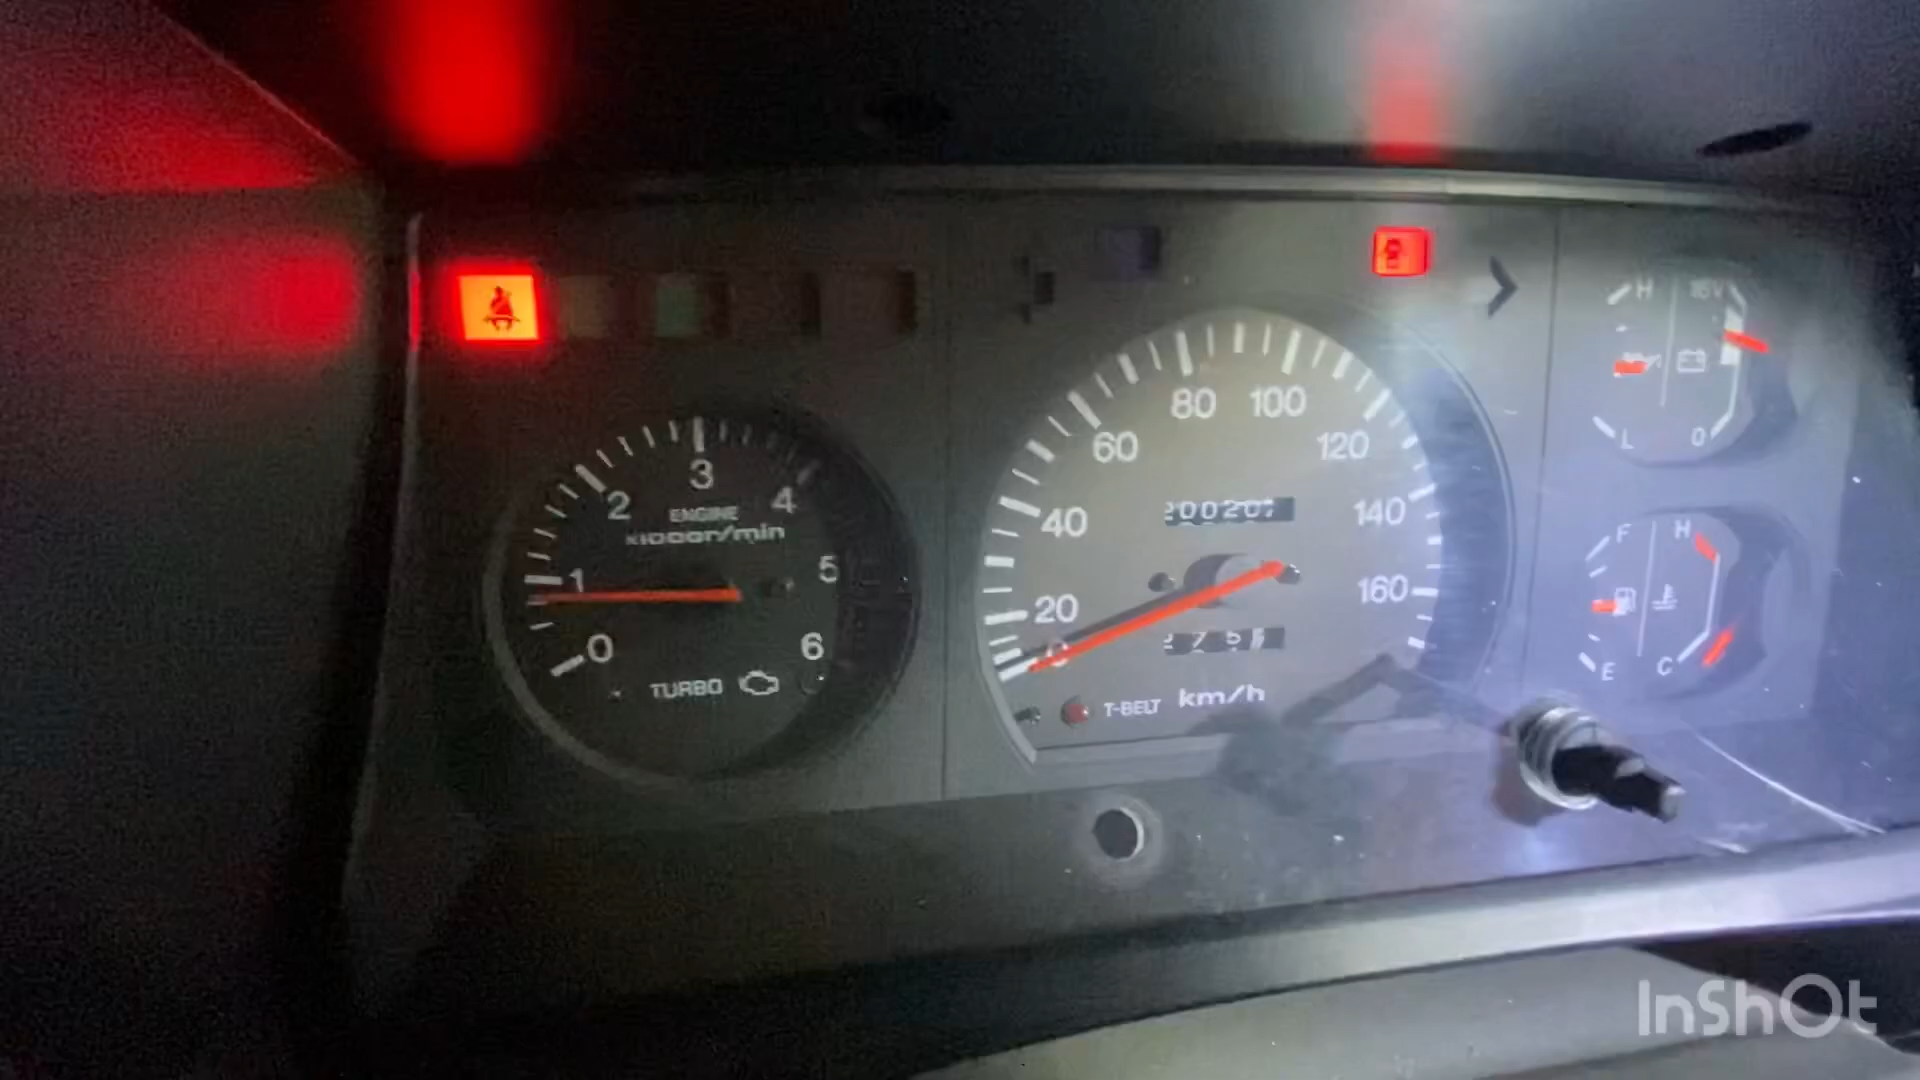 H 16V
L 0
3
2 4
ENGINE
x1000r/min
1 5
0 6
TURBO
80 100
60 120
40 140
20 160
0
T-BELT km/h
F H
E C
InShOt